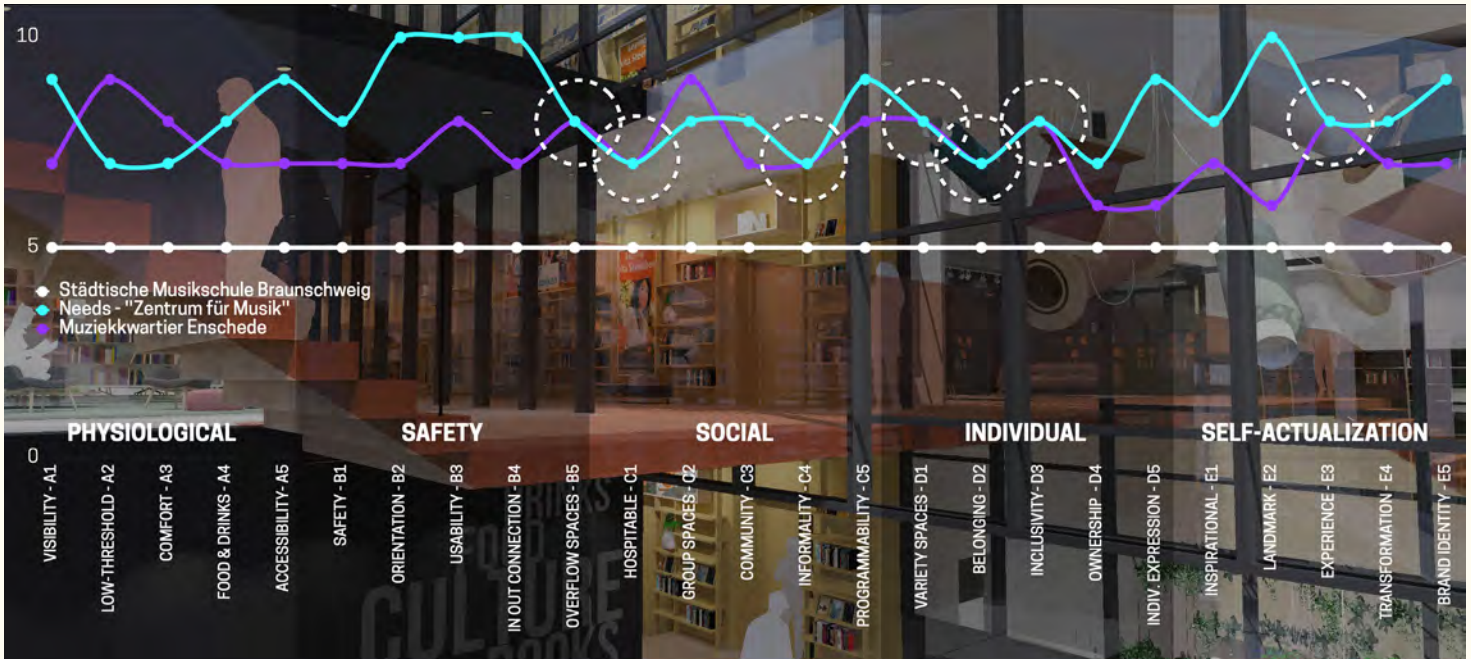 10
5
Städtische Musikschule Braunschweig
Needs - "Zentrum für Musik"
Muziekkwartier Enschede
PHYSIOLOGICAL
SAFETY
SOCIAL
INDIVIDUAL
SELF-ACTUALIZATION
0
VISIBILITY - A1
LOW-THRESHOLD - A2
COMFORT - A3
FOOD & DRINKS - A4
ACCESSIBILITY - A5
SAFETY - B1
ORIENTATION - B2
USABILITY - B3
IN OUT CONNECTION - B4
OVERFLOW SPACES - B5
HOSPITABLE - C1
GROUP SPACES - C2
COMMUNITY - C3
INFORMALITY - C4
PROGRAMMABILITY - C5
VARIETY SPACES - D1
BELONGING - D2
INCLUSIVITY - D3
OWNERSHIP - D4
INDIV. EXPRESSION - D5
INSPIRATIONAL - E1
LANDMARK - E2
EXPERIENCE - E3
TRANSFORMATION - E4
BRAND IDENTITY - E5
DRINKS
FOOD
CULTURE
BOOKS